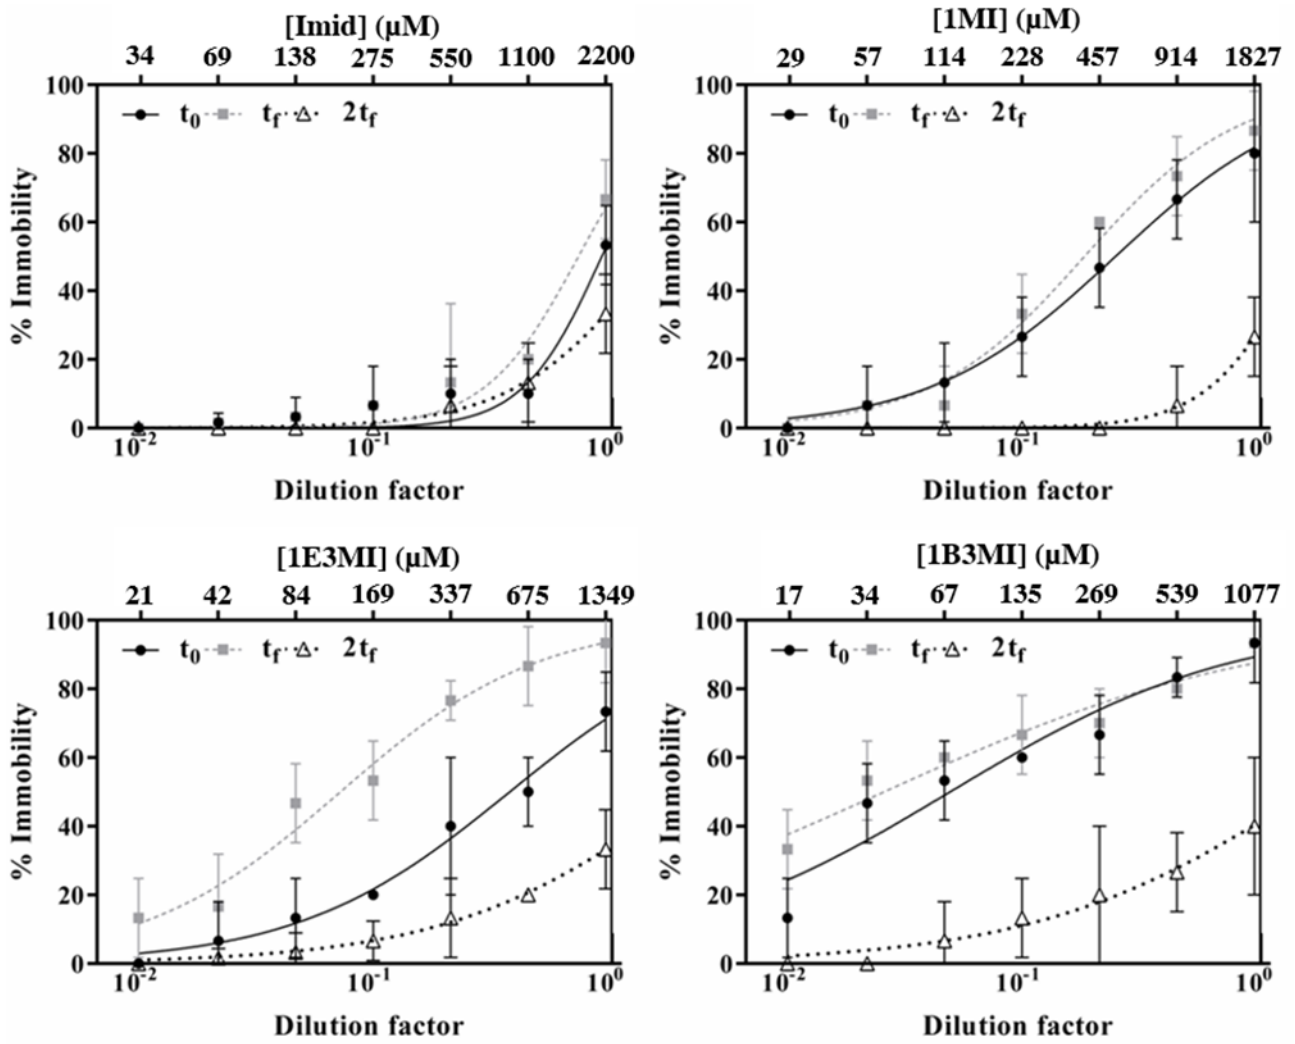 [Imid] (µM)
34 69 138 275 550 1100 2200
100
80
60
40
20
0
% Immobility
t0 tf 2tf
10-2 10-1 100
Dilution factor
[1MI] (µM)
29 57 114 228 457 914 1827
100
80
60
40
20
0
% Immobility
t0 tf 2tf
10-2 10-1 100
Dilution factor
[1E3MI] (µM)
21 42 84 169 337 675 1349
100
80
60
40
20
0
% Immobility
t0 tf 2tf
10-2 10-1 100
Dilution factor
[1B3MI] (µM)
17 34 67 135 269 539 1077
100
80
60
40
20
0
% Immobility
t0 tf 2tf
10-2 10-1 100
Dilution factor